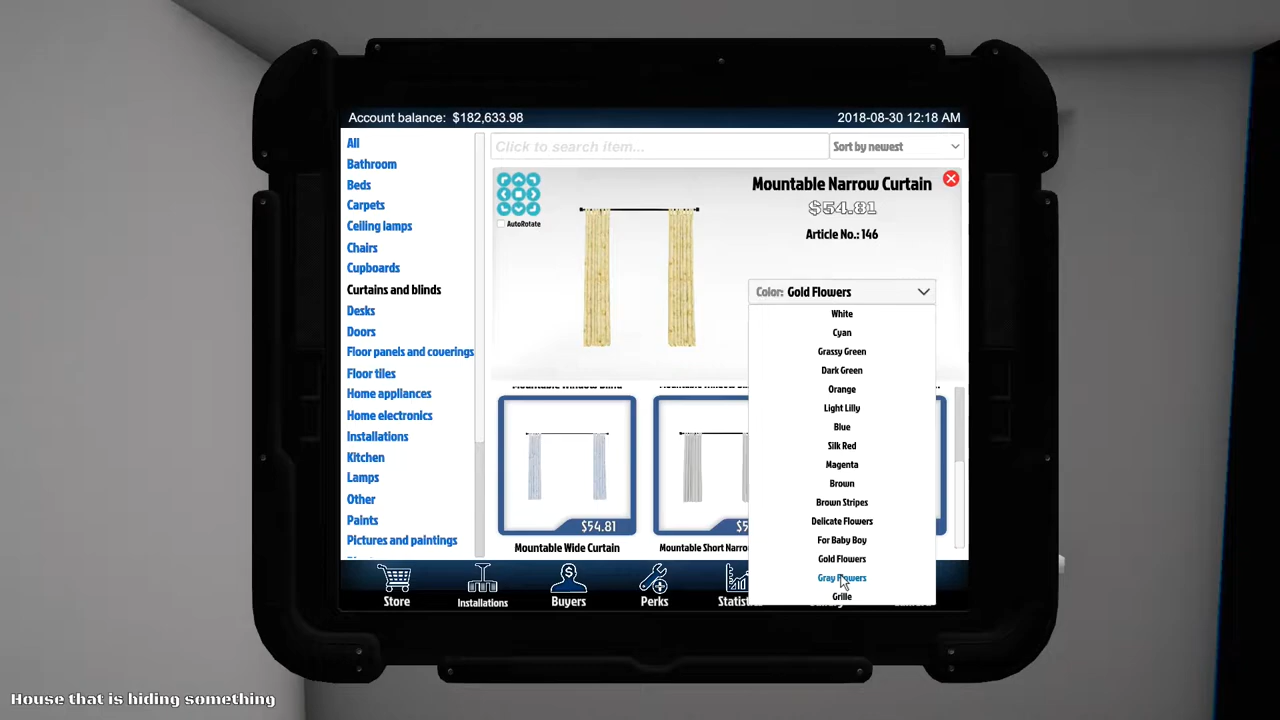 Account balance: $182,633.98
2018-08-30 12:18 AM
All
Bathroom
Beds
Carpets
Ceiling lamps
Chairs
Cupboards
Curtains and blinds
Desks
Doors
Floor panels and coverings
Floor tiles
Home appliances
Home electronics
Installations
Kitchen
Lamps
Other
Paints
Pictures and paintings
Click to search item...
Sort by newest
AutoRotate
Mountable Narrow Curtain
$54.81
Article No.: 146
Color: Gold Flowers
White
Cyan
Grassy Green
Dark Green
Orange
Light Lilly
Blue
Silk Red
Magenta
Brown
Brown Stripes
Delicate Flowers
For Baby Boy
Gold Flowers
Gray Flowers
Grille
$54.81
Mountable Wide Curtain
Mountable Short
Store
Installations
Buyers
Perks
House that is hiding something